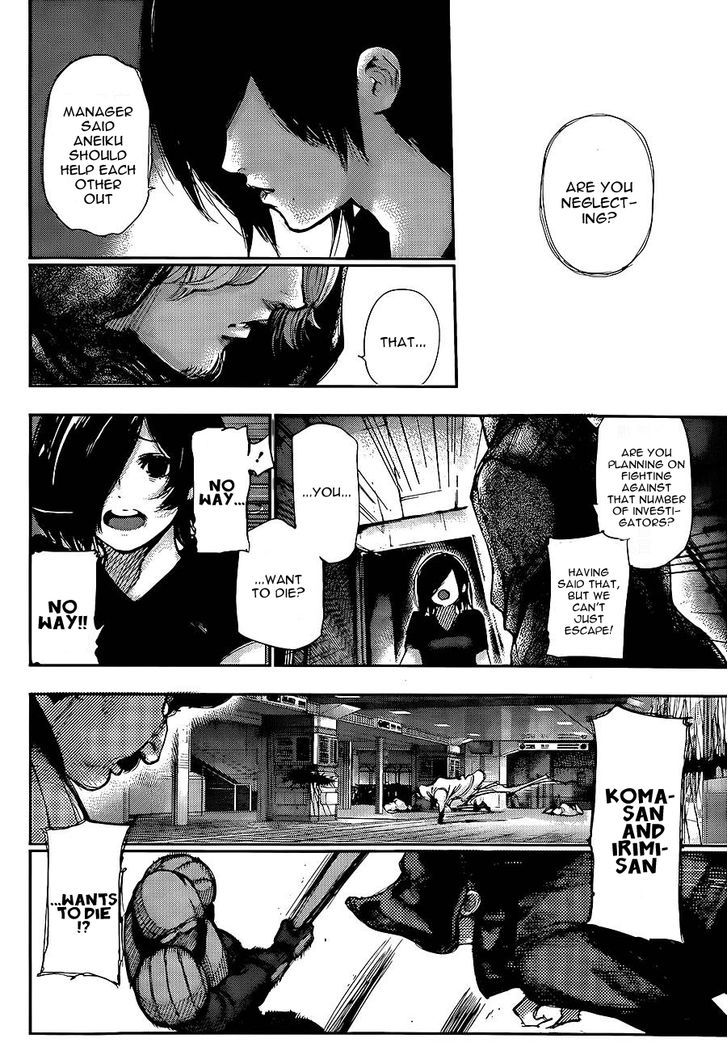 ARE YOU
NEGLECT-
ING?
MANAGER
SAID
ANEIKU
SHOULD
HELP EACH
OTHER
OUT
THAT...
ARE YOU
PLANNING ON
FIGHTING
AGAINST
THAT NUMBER
OF INVESTI-
GATORS?
HAVING
SAID THAT,
BUT WE
CAN'T
JUST
ESCAPE!
...YOU...
...WANT
TO DIE?
!
NO
WAY...
NO
WAY!!
KOMA-
SAN
AND
IRIMI-
SAN
...WANTS
TO DIE
!?